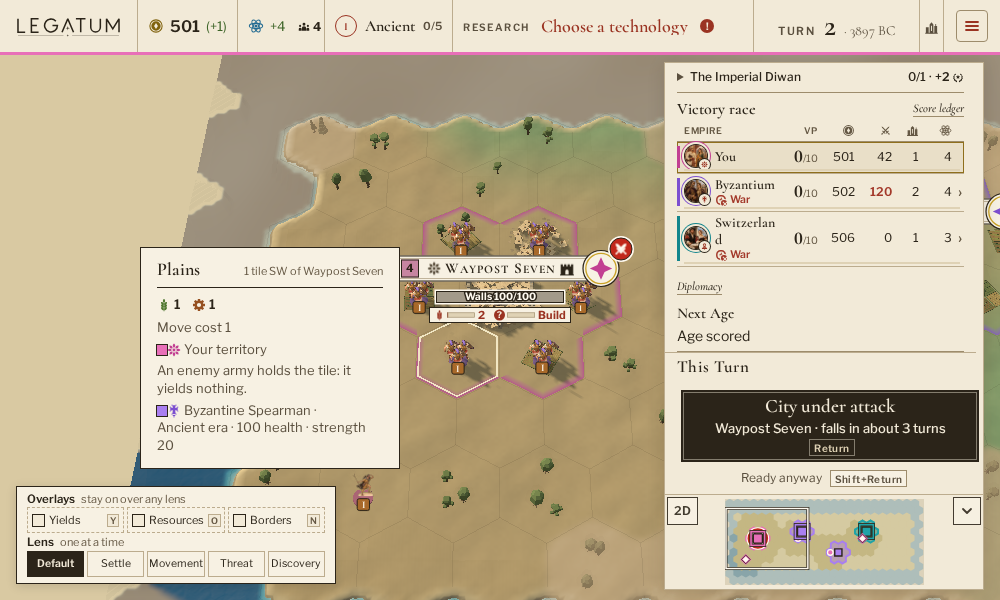 LEGATUM
501 (+1)
+4
4
I Ancient 0/5
RESEARCH Choose a technology !
TURN 2 · 3897 BC
The Imperial Diwan 0/1 · +2
Victory race Score ledger
EMPIRE VP
You 0/10 501 42 1 4
Byzantium 0/10 502 120 2 4 ›
War
Switzerlan
d 0/10 506 0 1 3 ›
War
Diplomacy
Next Age
Age scored
This Turn
City under attack
Waypost Seven · falls in about 3 turns
Return
Ready anyway Shift+Return
2D
4 WAYPOST SEVEN
Walls 100/100
2 ? Build
I
I
I
I
I
I
I
Plains 1 tile SW of Waypost Seven
1 1
Move cost 1
Your territory
An enemy army holds the tile: it
yields nothing.
Byzantine Spearman ·
Ancient era · 100 health · strength
20
Overlays stay on over any lens
Yields Y Resources O Borders N
Lens one at a time
Default Settle Movement Threat Discovery